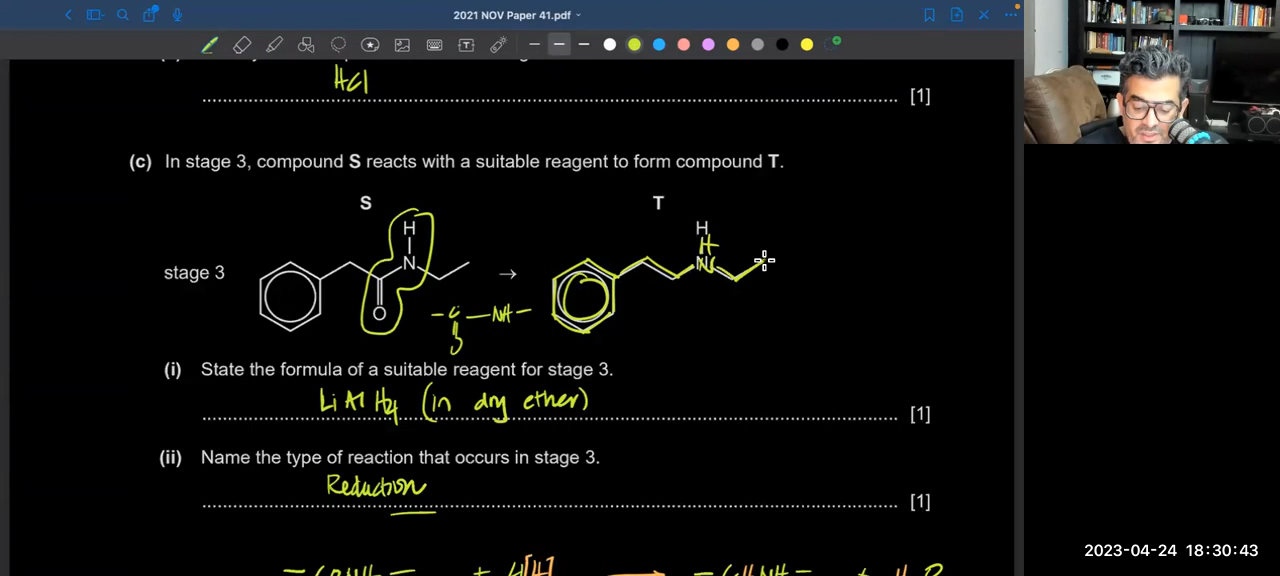 2021 NOV Paper 41.pdf
HCl
[1]
(c) In stage 3, compound S reacts with a suitable reagent to form compound T.
S
T
H
H
H
stage 3
N
→
N
O
- C - NH -
(i) State the formula of a suitable reagent for stage 3.
LiAlH4 (in dry ether)
[1]
(ii) Name the type of reaction that occurs in stage 3.
Reduction
[1]
2023-04-24 18:30:43